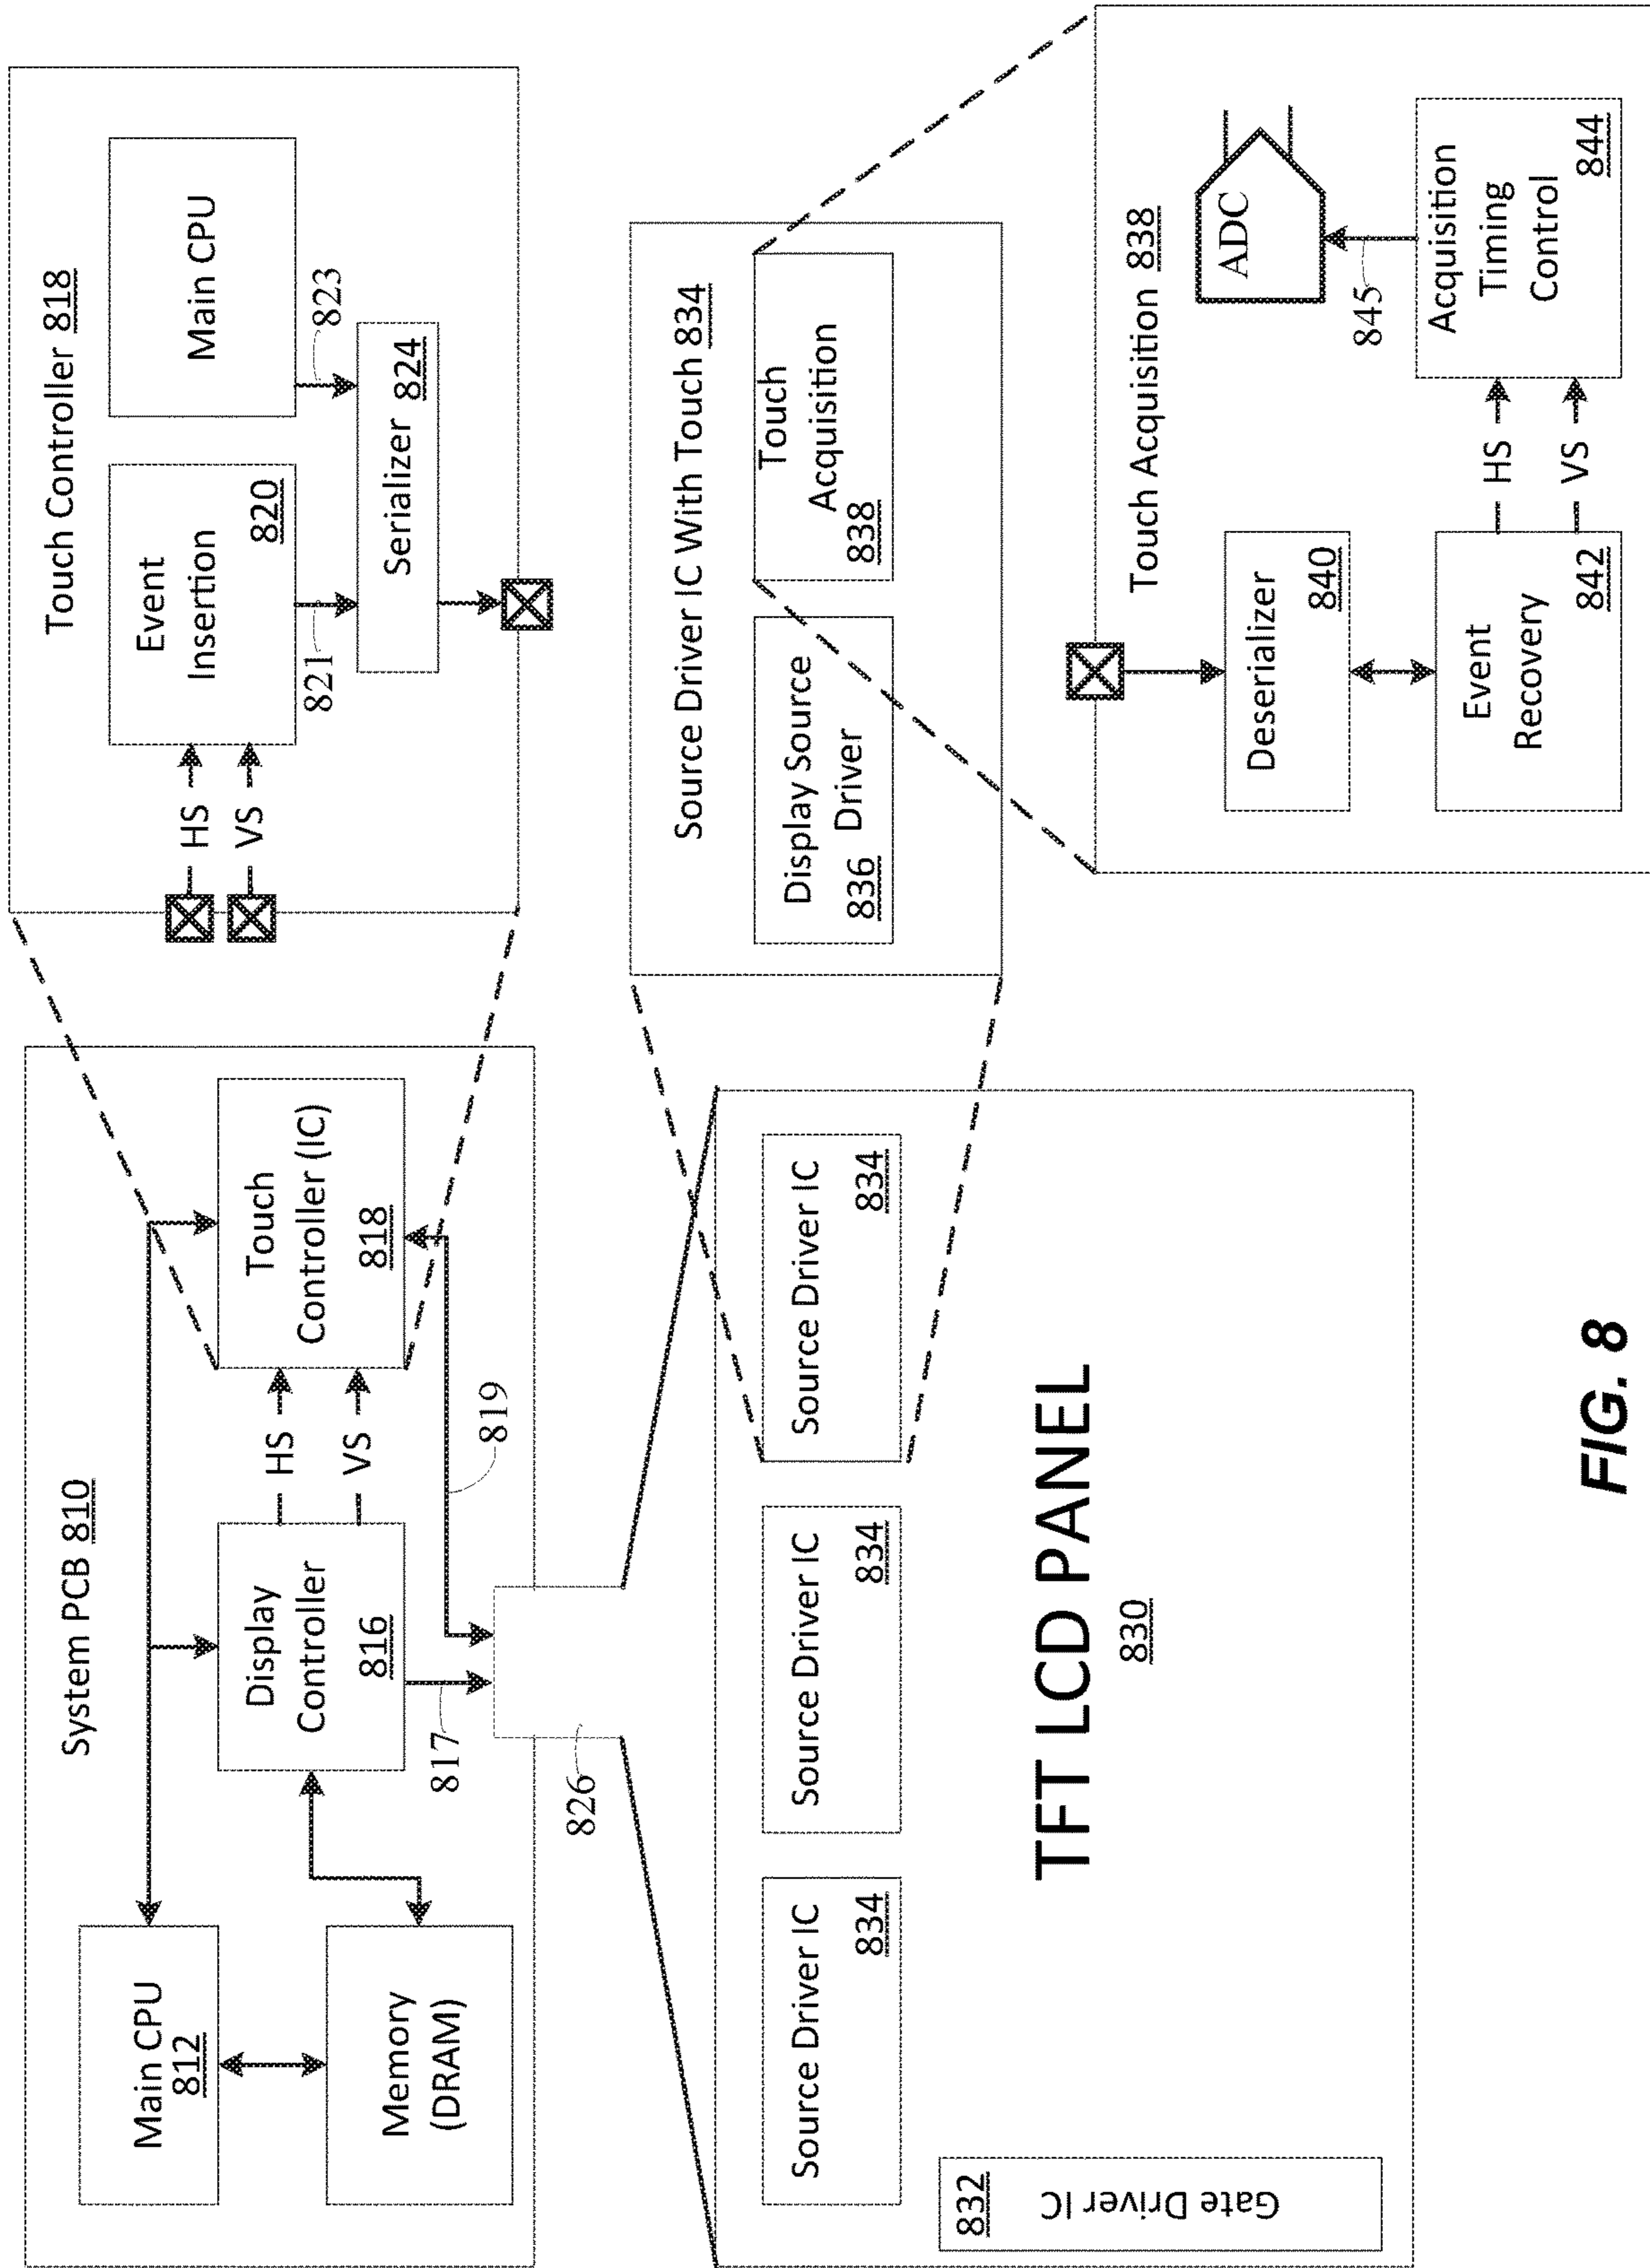 System PCB 810
Main CPU
812
Memory
(DRAM)
Display
Controller
816
HS
VS
Touch
Controller (IC)
818
817
819
826
Touch Controller 818
HS
VS
Event
Insertion
820
Main CPU
821
823
Serializer 824
Source Driver IC
834
Source Driver IC
834
Source Driver IC
834
TFT LCD PANEL
830
832
Gate Driver IC
Source Driver IC With Touch 834
Display Source
836 Driver
Touch
Acquisition
838
Touch Acquisition 838
Deserializer
840
Event
Recovery
842
HS
VS
ADC
845
Acquisition
Timing
Control
844
FIG. 8